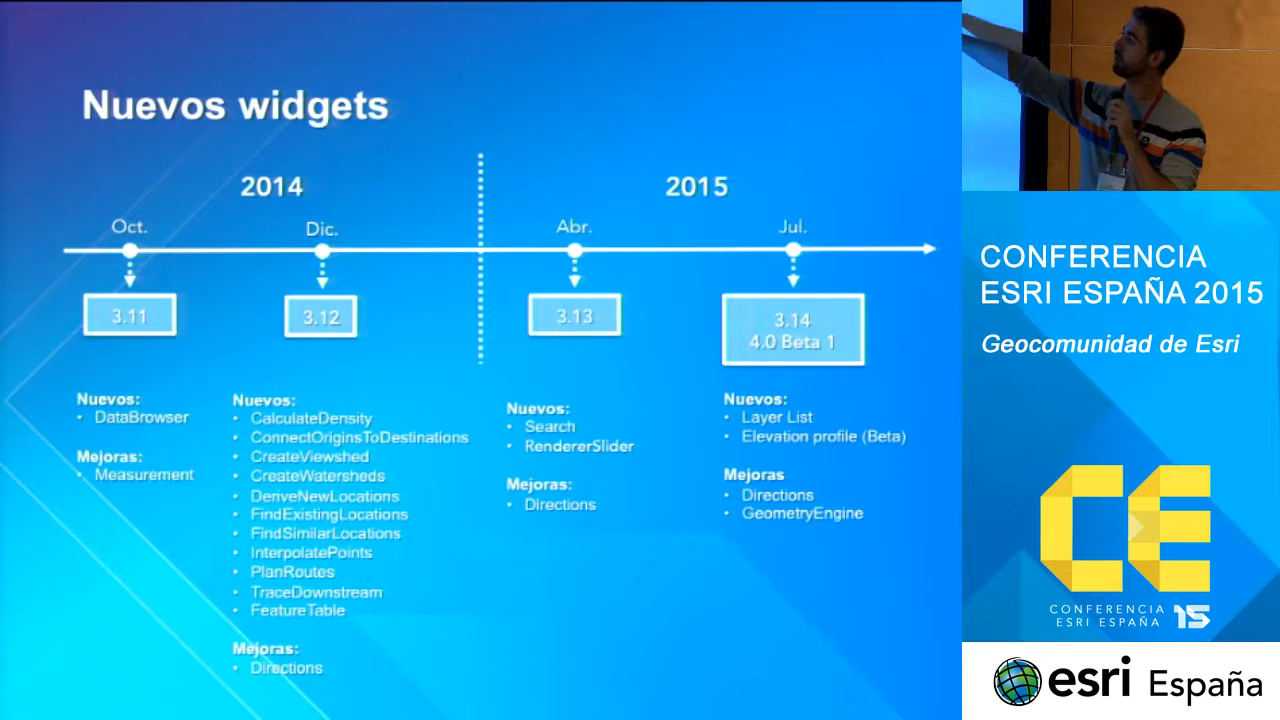 Nuevos widgets
2014
2015
Oct.
Dic.
Abr.
Jul.
3.11
3.12
3.13
3.14
4.0 Beta 1
Nuevos:
• DataBrowser
Mejoras:
• Measurement
Nuevos:
• CalculateDensity
• ConnectOriginsToDestinations
• CreateViewshed
• CreateWatersheds
• DeriveNewLocations
• FindExistingLocations
• FindSimilarLocations
• InterpolatePoints
• PlanRoutes
• TraceDownstream
• FeatureTable
Mejoras:
• Directions
Nuevos:
• Search
• RendererSlider
Mejoras:
• Directions
Nuevos:
• Layer List
• Elevation profile (Beta)
Mejoras
• Directions
• GeometryEngine
CONFERENCIA
ESRI ESPAÑA 2015
Geocomunidad de Esri
CE
CONFERENCIA
ESRI ESPAÑA 15
esri España